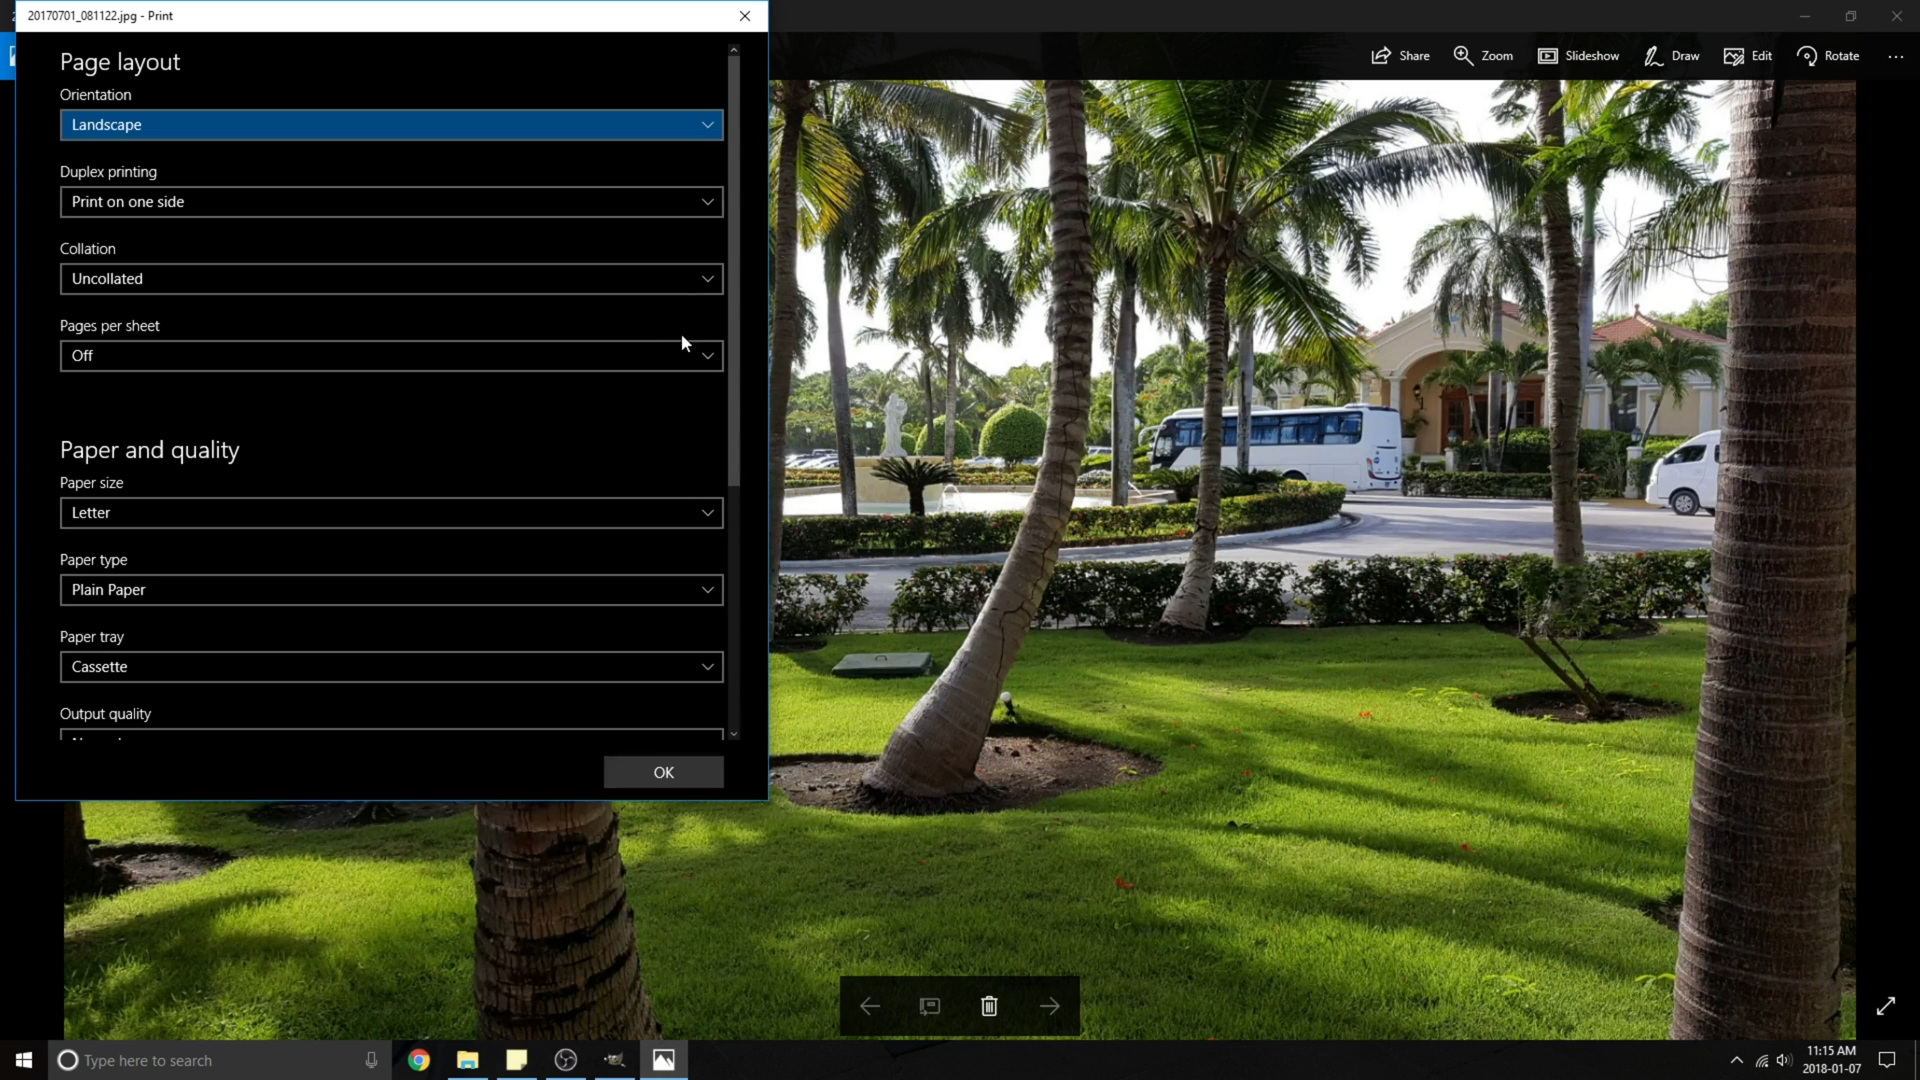 20170701_081122.jpg - Print
Share
Zoom
Slideshow
Draw
Edit
Rotate
Page layout
Orientation
Landscape
Duplex printing
Print on one side
Collation
Uncollated
Pages per sheet
Off
Paper and quality
Paper size
Letter
Paper type
Plain Paper
Paper tray
Cassette
Output quality
OK
Type here to search
11:15 AM
2018-01-07